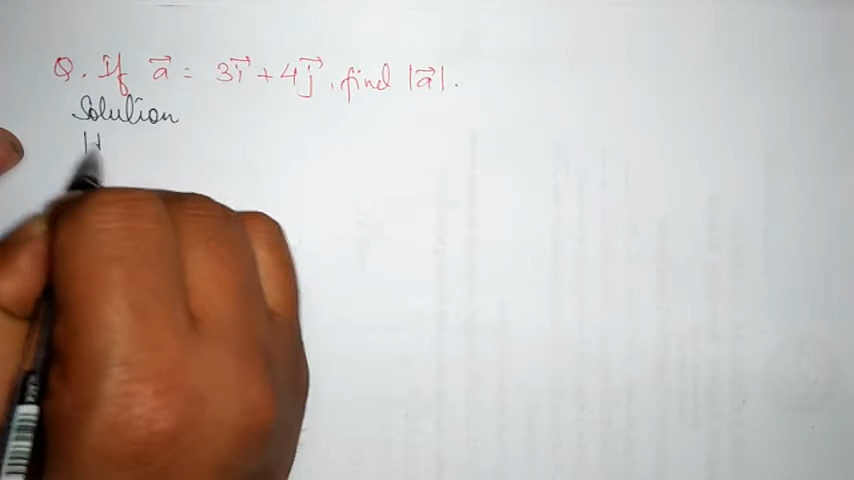 Q. If a⃗ = 3i⃗ + 4j⃗, find |a⃗|.
Solution
H